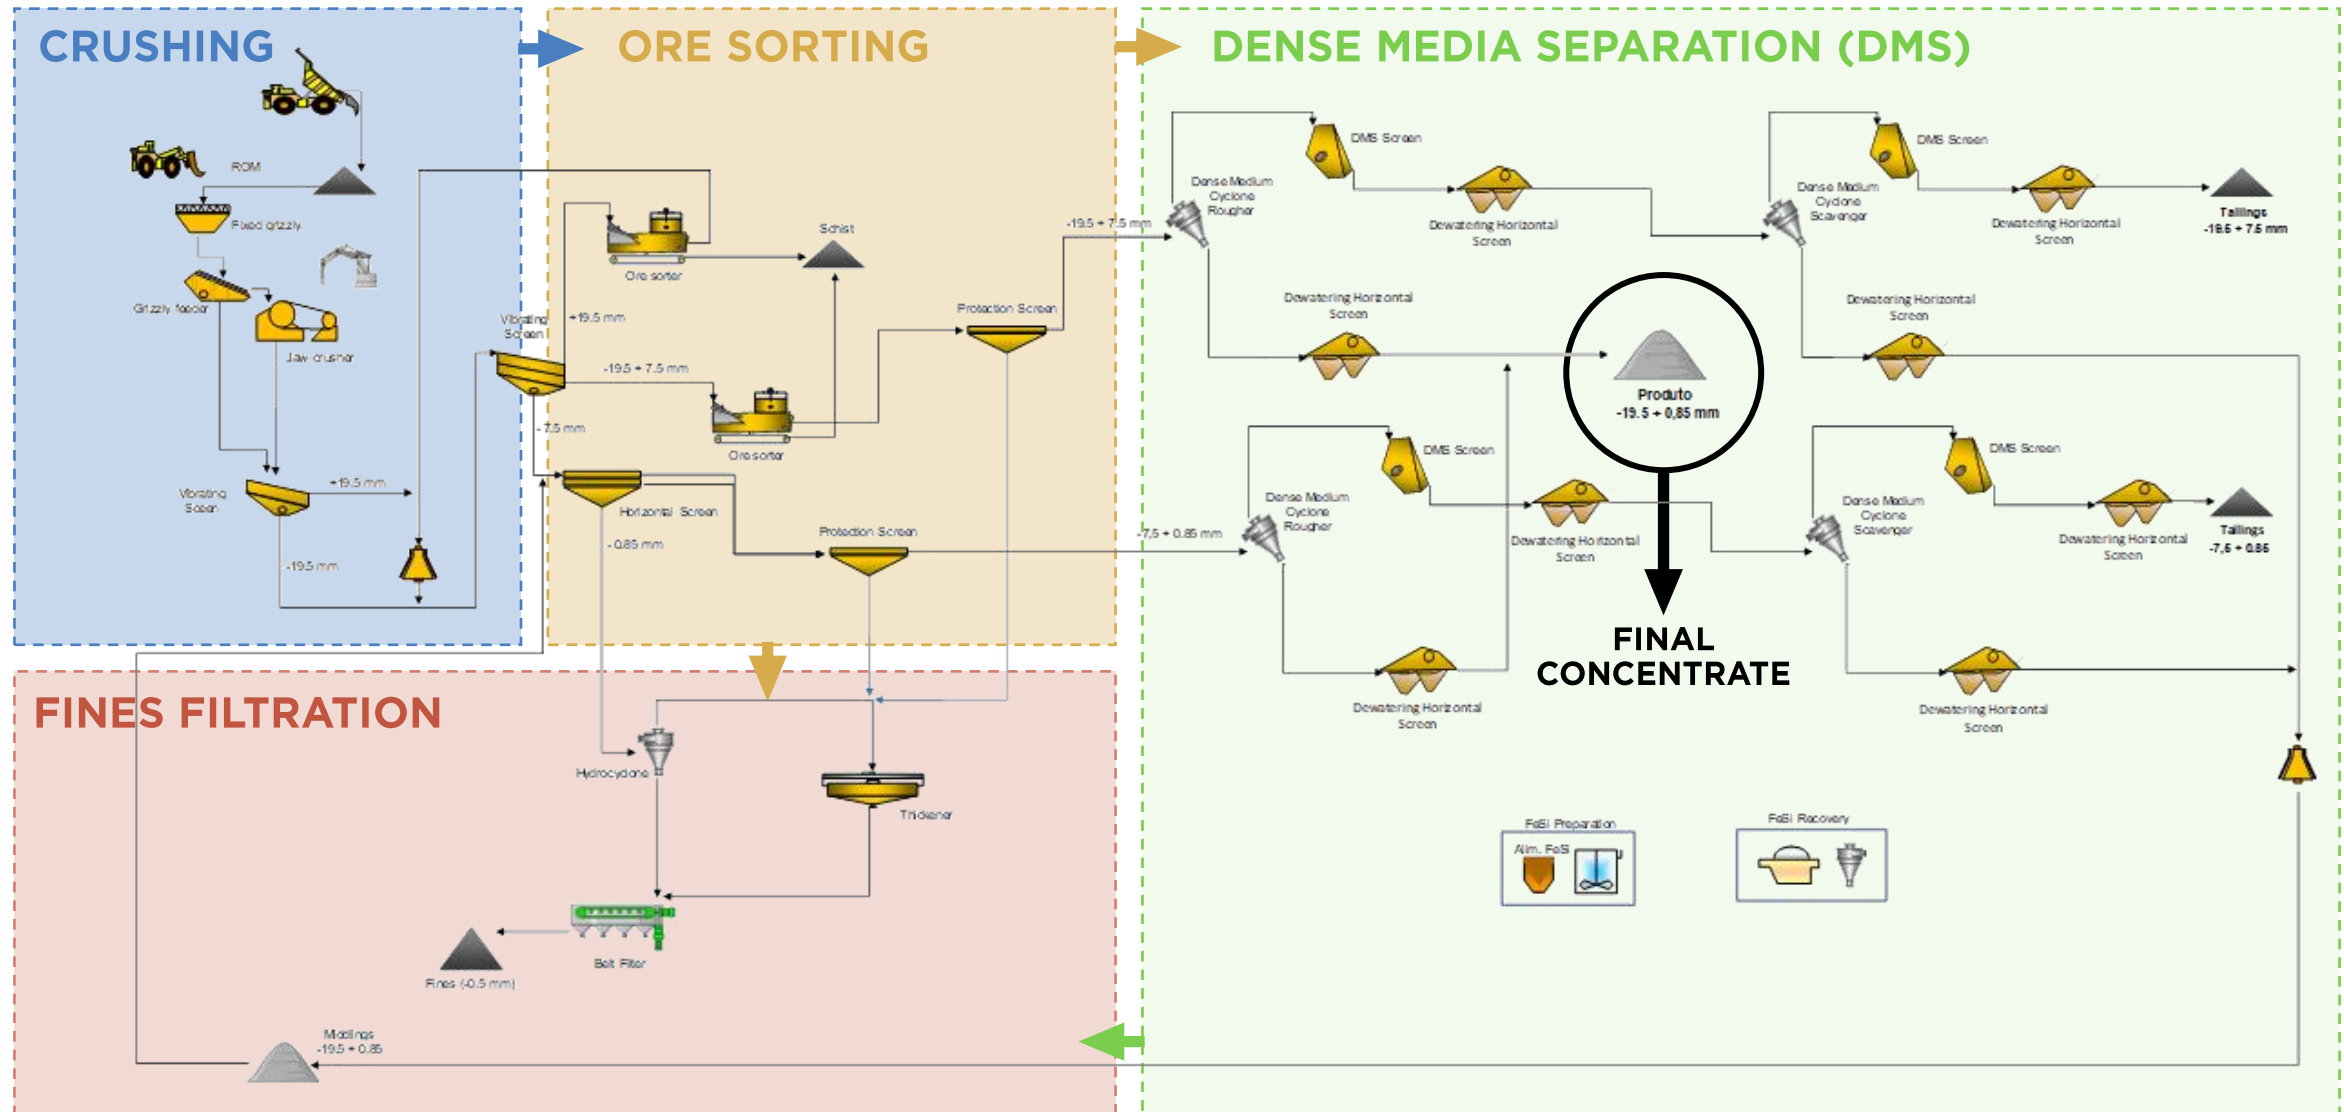 CRUSHING
ORE SORTING
DENSE MEDIA SEPARATION (DMS)
ROM
Fixed grizzly
Grizzly feeder
Jaw crusher
Vibrating
Sceen
+19.5 mm
-19.5 mm
Vibrating
Screen
+19.5 mm
-19.5 + 7.5 mm
- 7.5 mm
Ore sorter
Schist
Ore sorter
Protection Screen
Horizontal Screen
- 0.85 mm
Protection Screen
-19.5 + 7.5 mm
-7,5 + 0.85 mm
Dense Medium
Cyclone
Rougher
DMS Screen
Dewatering Horizontal
Screen
Dense Medium
Cyclone
Scavenger
DMS Screen
Dewatering Horizontal
Screen
Tailings
-19.5 + 7.5 mm
Dewatering Horizontal
Screen
Produto
-19.5 + 0,85 mm
Dewatering Horizontal
Screen
Dense Medium
Cyclone
Rougher
DMS Screen
Dewatering Horizontal
Screen
Dense Medium
Cyclone
Scavenger
DMS Screen
Dewatering Horizontal
Screen
Tailings
-7,5 + 0.85
FINAL
CONCENTRATE
Dewatering Horizontal
Screen
Dewatering Horizontal
Screen
FeSi Preparation
Alim. FeSi
FeSi Recovery
FINES FILTRATION
Hydrocyclone
Thickener
Belt Filter
Fines (-0.5 mm)
Middlings
-19.5 + 0.85